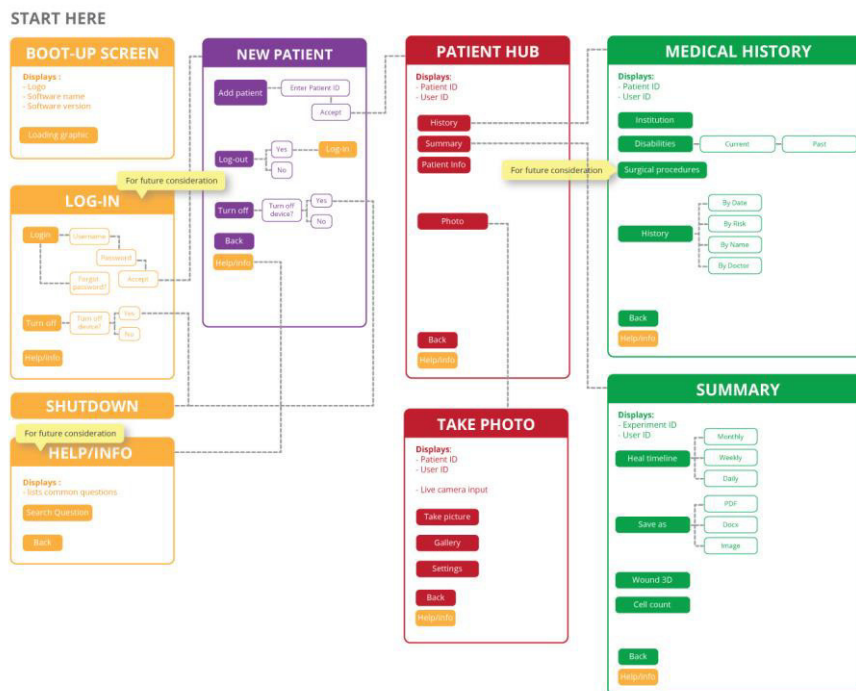 START HERE
BOOT-UP SCREEN
Displays :
- Logo
- Software name
- Software version
Loading graphic
For future consideration
LOG-IN
Login
Username
Password
Accept
Forgot
password?
Turn off
Turn off
device?
Yes
No
Help/Info
SHUTDOWN
For future consideration
HELP/INFO
Displays :
- lists common questions
Search Question
Back
NEW PATIENT
Add patient
Enter Patient ID
Accept
Log-out
Yes
No
Log-in
Turn off
Turn off
device?
Yes
No
Back
Help/Info
PATIENT HUB
Displays:
- Patient ID
- User ID
History
Summary
Patient Info
Photo
Back
Help/Info
TAKE PHOTO
Displays:
- Patient ID
- User ID
- Live camera input
Take picture
Gallery
Settings
Back
Help/Info
MEDICAL HISTORY
Displays:
- Patient ID
- User ID
Institution
Disabilities
Current
Past
For future consideration
Surgical procedures
History
By Date
By Risk
By Name
By Doctor
Back
Help/Info
SUMMARY
Displays:
- Experiment ID
- User ID
Heal timeline
Monthly
Weekly
Daily
Save as
PDF
Docx
Image
Wound 3D
Cell count
Back
Help/Info